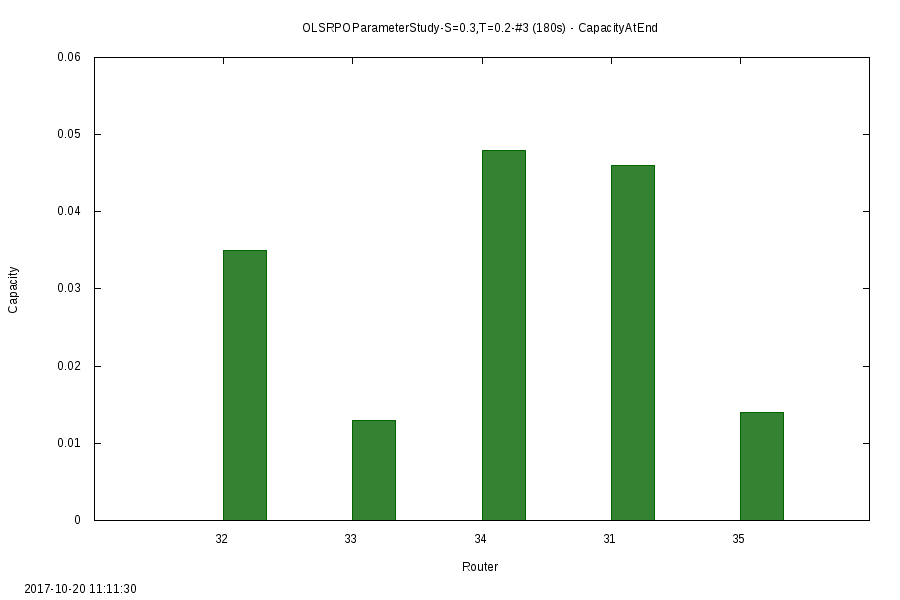 OLSRPOParameterStudy-S=0.3,T=0.2-#3 (180s) - CapacityAtEnd
0.06
0.05
0.04
0.03
0.02
0.01
0
Capacity
32 33 34 31 35
Router
2017-10-20 11:11:30